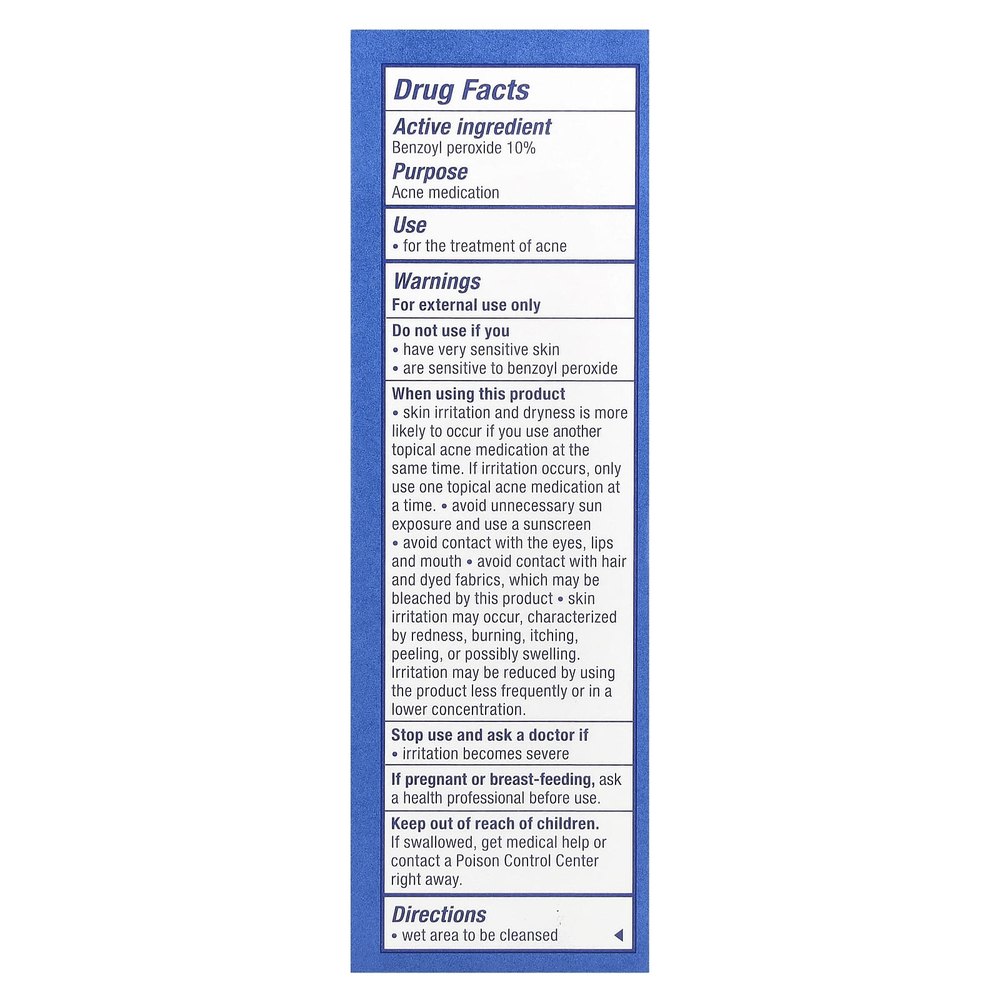 Drug Facts
Active ingredient
Benzoyl peroxide 10%
Purpose
Acne medication
Use
• for the treatment of acne
Warnings
For external use only
Do not use if you
• have very sensitive skin
• are sensitive to benzoyl peroxide
When using this product
• skin irritation and dryness is more
likely to occur if you use another
topical acne medication at the
same time. If irritation occurs, only
use one topical acne medication at
a time. • avoid unnecessary sun
exposure and use a sunscreen
• avoid contact with the eyes, lips
and mouth • avoid contact with hair
and dyed fabrics, which may be
bleached by this product • skin
irritation may occur, characterized
by redness, burning, itching,
peeling, or possibly swelling.
Irritation may be reduced by using
the product less frequently or in a
lower concentration.
Stop use and ask a doctor if
• irritation becomes severe
If pregnant or breast-feeding, ask
a health professional before use.
Keep out of reach of children.
If swallowed, get medical help or
contact a Poison Control Center
right away.
Directions
• wet area to be cleansed